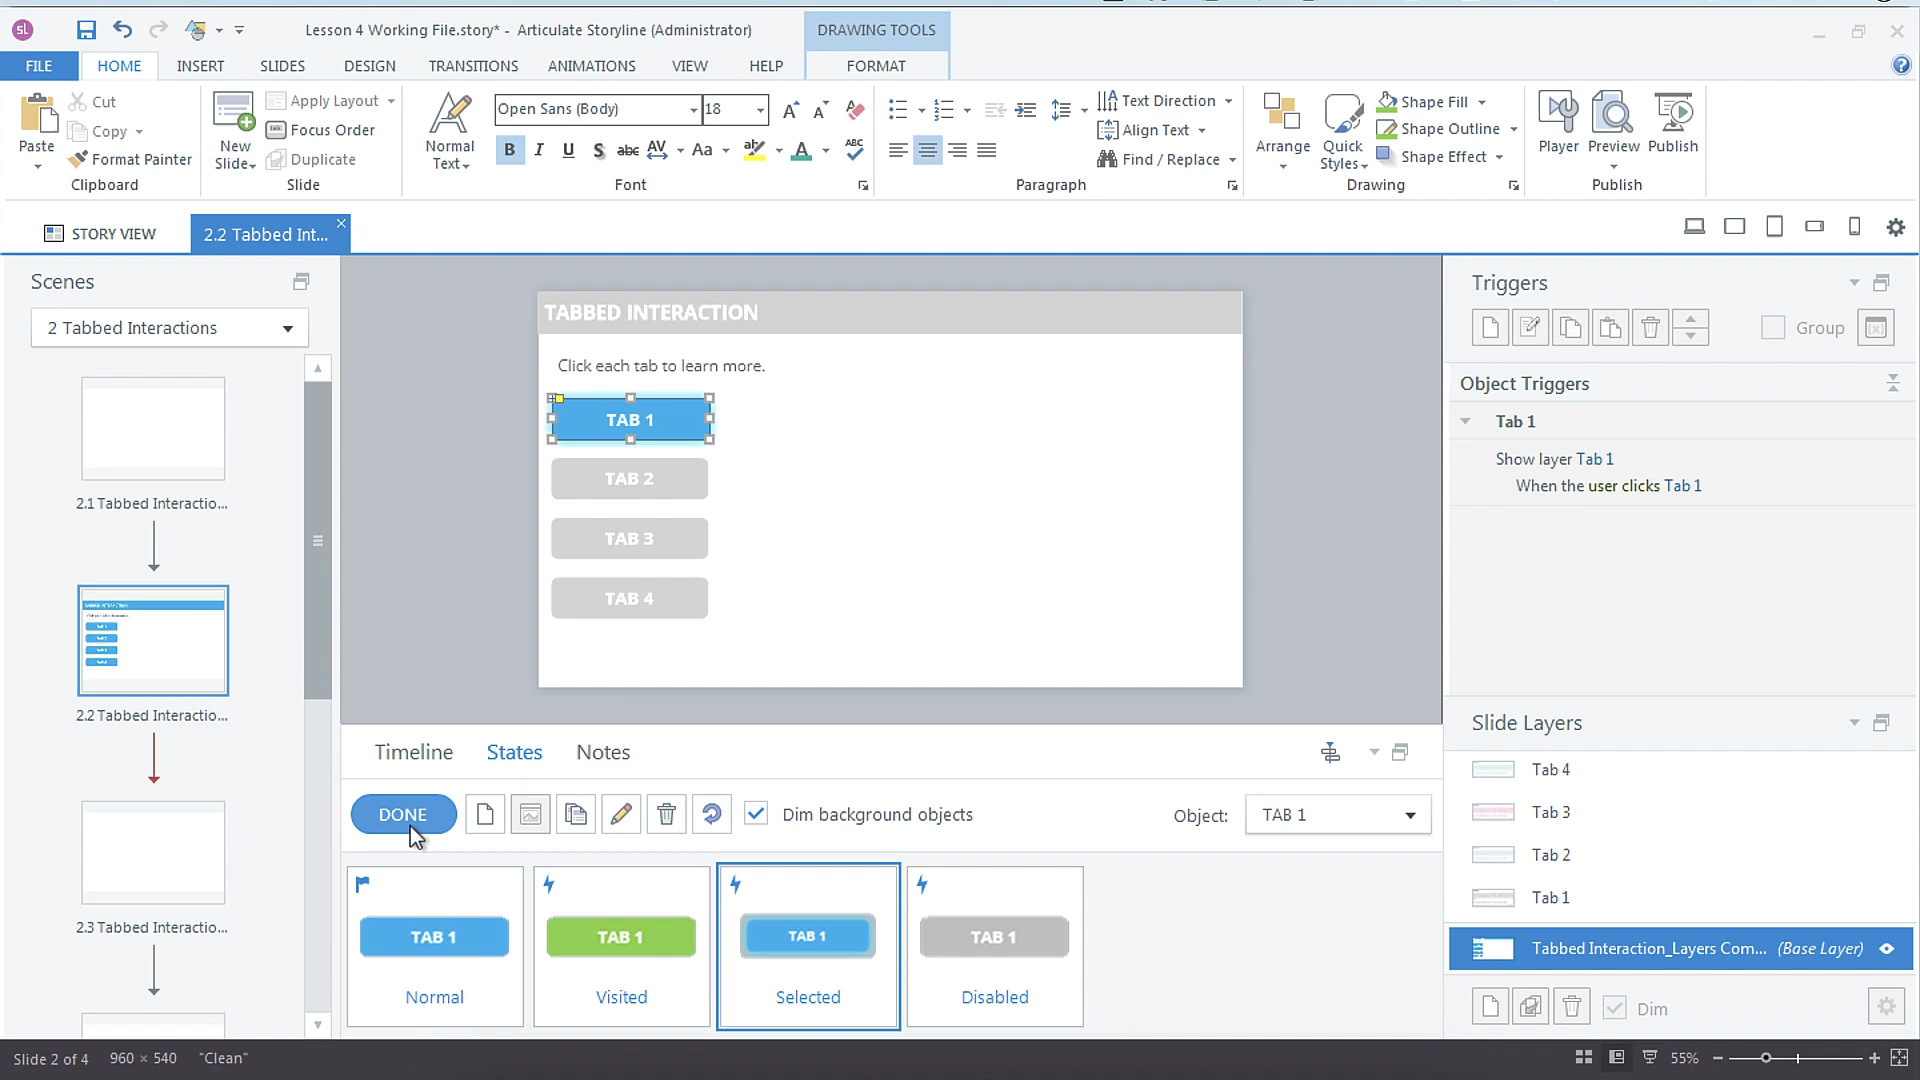 sl
Lesson 4 Working File.story* - Articulate Storyline (Administrator)
DRAWING TOOLS
FILE
HOME
INSERT
SLIDES
DESIGN
TRANSITIONS
ANIMATIONS
VIEW
HELP
FORMAT
Paste
Cut
Copy
Format Painter
Clipboard
New Slide
Apply Layout
Focus Order
Duplicate
Slide
Normal Text
Open Sans (Body)
18
B I U S abc AV Aa ab A ABC
Font
Text Direction
Align Text
Find / Replace
Paragraph
Arrange
Quick Styles
Shape Fill
Shape Outline
Shape Effect
Drawing
Player
Preview
Publish
Publish
STORY VIEW
2.2 Tabbed Int...
Scenes
2 Tabbed Interactions
2.1 Tabbed Interactio...
2.2 Tabbed Interactio...
2.3 Tabbed Interactio...
TABBED INTERACTION
Click each tab to learn more.
TAB 1
TAB 2
TAB 3
TAB 4
Timeline
States
Notes
DONE
Dim background objects
Object:
TAB 1
TAB 1
Normal
TAB 1
Visited
TAB 1
Selected
TAB 1
Disabled
Triggers
Group
Object Triggers
Tab 1
Show layer Tab 1
When the user clicks Tab 1
Slide Layers
Tab 4
Tab 3
Tab 2
Tab 1
Tabbed Interaction_Layers Com... (Base Layer)
Dim
Slide 2 of 4
960 × 540
"Clean"
55%